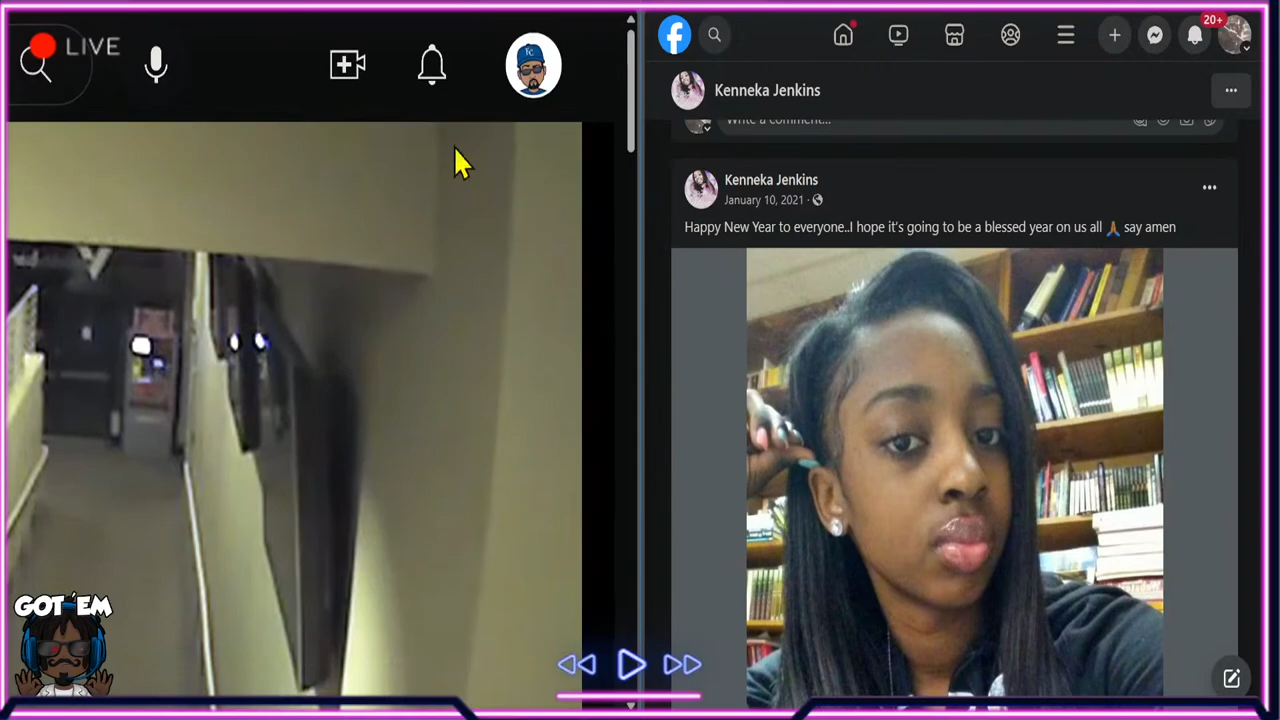 LIVE
20+
Kenneka Jenkins
Write a comment...
Kenneka Jenkins
January 10, 2021
Happy New Year to everyone..I hope it's going to be a blessed year on us all 🙏 say amen
KC
GOT 'EM